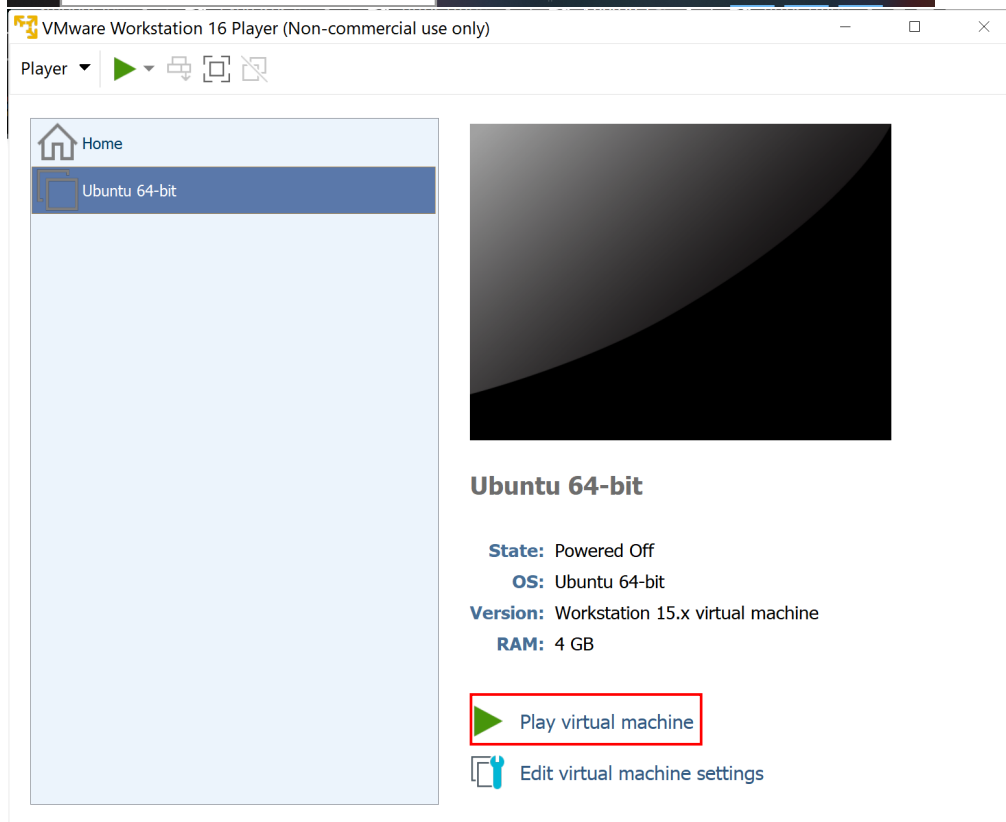 VMware Workstation 16 Player (Non-commercial use only)
Player
Home
Ubuntu 64-bit
Ubuntu 64-bit
State: Powered Off
OS: Ubuntu 64-bit
Version: Workstation 15.x virtual machine
RAM: 4 GB
Play virtual machine
Edit virtual machine settings